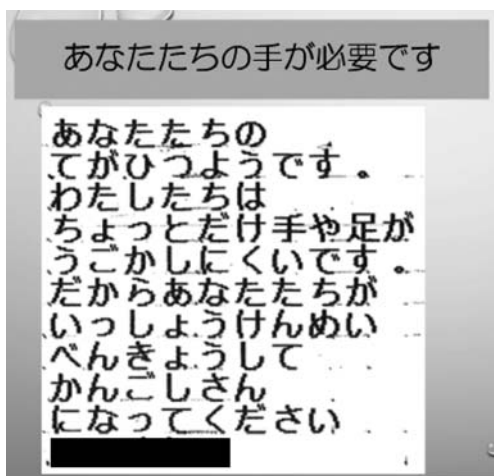 あなたたちの手が必要です
あなたたちの
てがひつようです。
わたしたちは
ちょっとだけ手や足が
うごかしにくいです。
だからあなたたちが
いっしょうけんめい
べんきょうして
かんごしさん
になってください